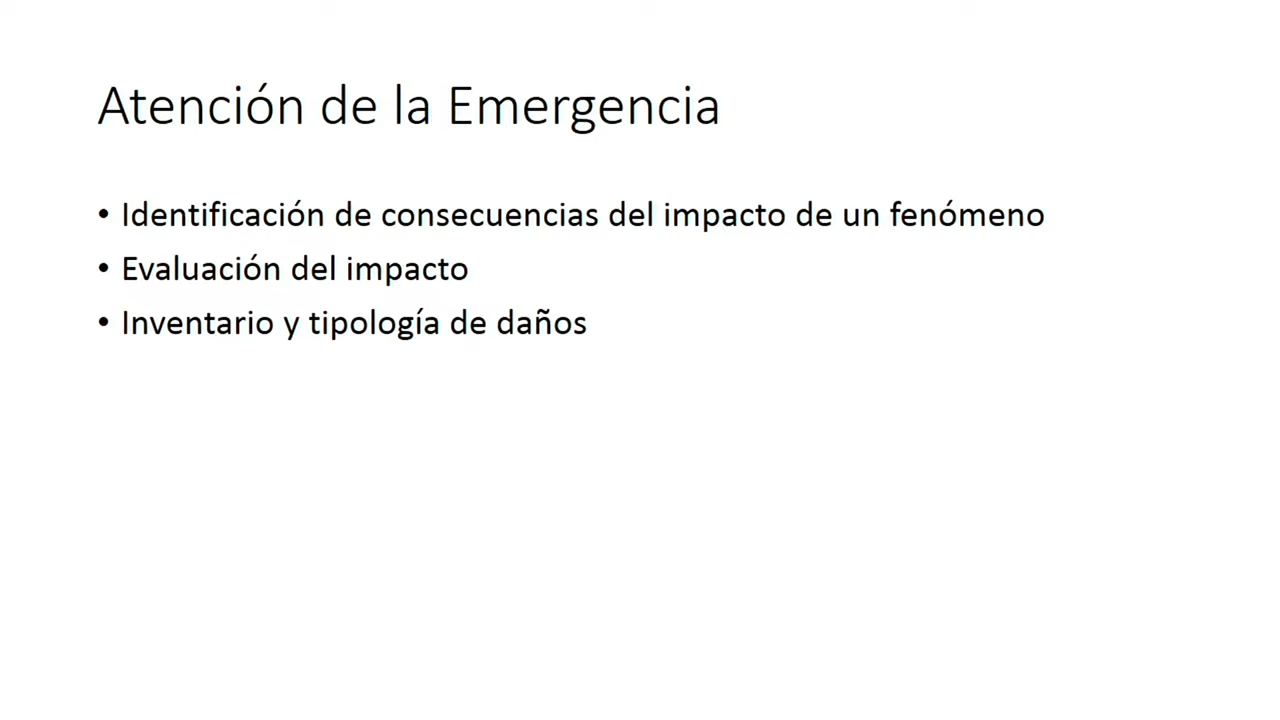 Atención de la Emergencia
• Identificación de consecuencias del impacto de un fenómeno
• Evaluación del impacto
• Inventario y tipología de daños